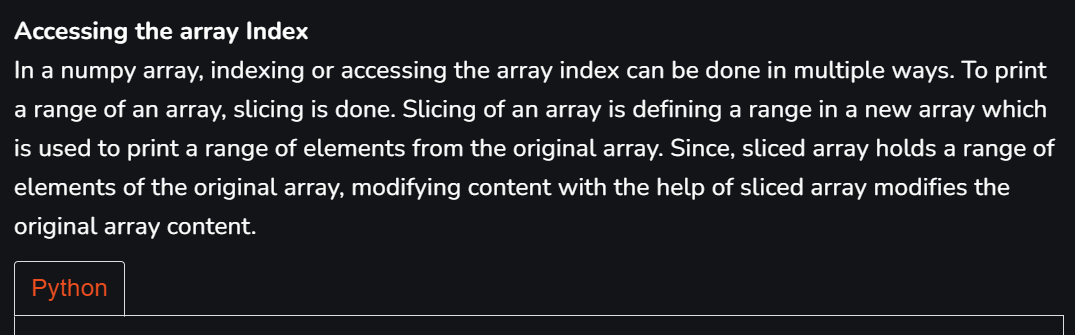 Accessing the array Index
In a numpy array, indexing or accessing the array index can be done in multiple ways. To print
a range of an array, slicing is done. Slicing of an array is defining a range in a new array which
is used to print a range of elements from the original array. Since, sliced array holds a range of
elements of the original array, modifying content with the help of sliced array modifies the
original array content.
Python